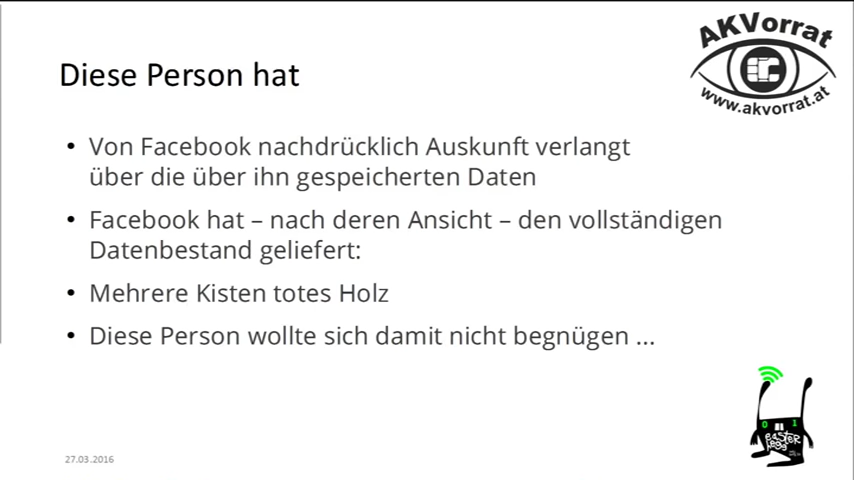 AKVorrat
www.akvorrat.at
Diese Person hat
• Von Facebook nachdrücklich Auskunft verlangt
über die über ihn gespeicherten Daten
• Facebook hat – nach deren Ansicht – den vollständigen
Datenbestand geliefert:
• Mehrere Kisten totes Holz
• Diese Person wollte sich damit nicht begnügen ...
0 1
easter
hegg
27.03.2016